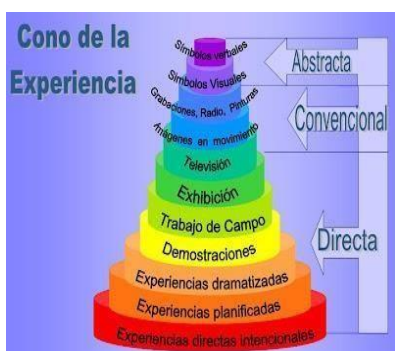 Cono de la
Experiencia
Símbolos verbales
Símbolos Visuales
Grabaciones, Radio, Pinturas
Imágenes en movimiento
Televisión
Exhibición
Trabajo de Campo
Demostraciones
Experiencias dramatizadas
Experiencias planificadas
Experiencias directas intencionales
Abstracta
Convencional
Directa